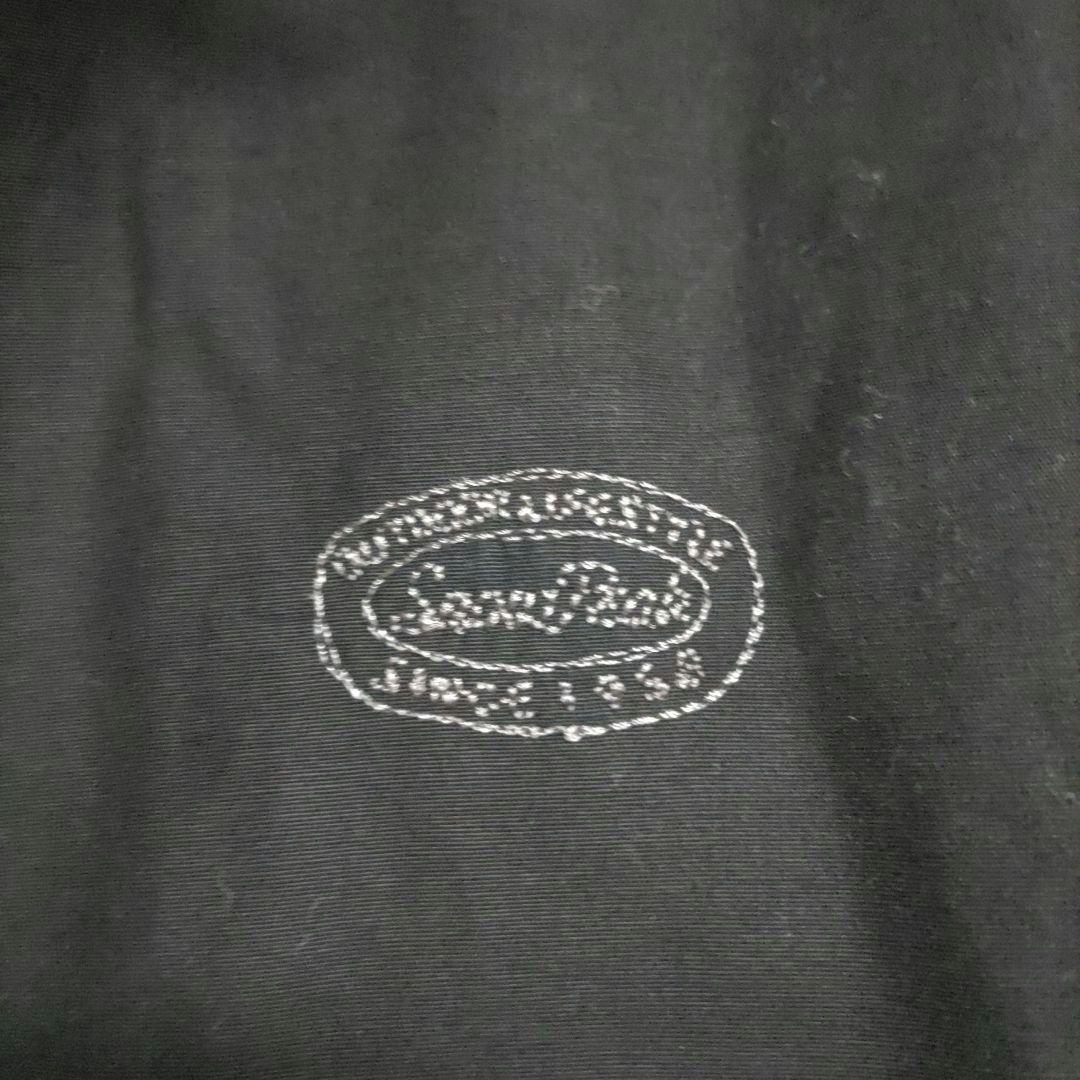 OUTDOOR LIFESTYLE
Snow Peak
SINCE 1958